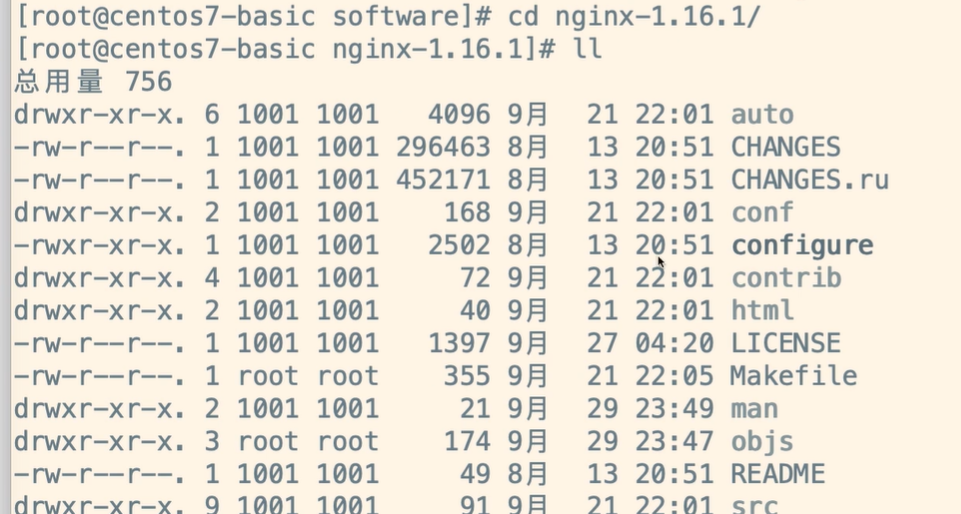 [root@centos7-basic software]# cd nginx-1.16.1/
[root@centos7-basic nginx-1.16.1]# ll
总用量 756
drwxr-xr-x. 6 1001 1001   4096 9月   21 22:01 auto
-rw-r--r--. 1 1001 1001 296463 8月   13 20:51 CHANGES
-rw-r--r--. 1 1001 1001 452171 8月   13 20:51 CHANGES.ru
drwxr-xr-x. 2 1001 1001    168 9月   21 22:01 conf
-rwxr-xr-x. 1 1001 1001   2502 8月   13 20:51 configure
drwxr-xr-x. 4 1001 1001     72 9月   21 22:01 contrib
drwxr-xr-x. 2 1001 1001     40 9月   21 22:01 html
-rw-r--r--. 1 1001 1001   1397 9月   27 04:20 LICENSE
-rw-r--r--. 1 root root    355 9月   21 22:05 Makefile
drwxr-xr-x. 2 1001 1001     21 9月   29 23:49 man
drwxr-xr-x. 3 root root    174 9月   29 23:47 objs
-rw-r--r--. 1 1001 1001     49 8月   13 20:51 README
drwxr-xr-x. 9 1001 1001     91 9月   21 22:01 src